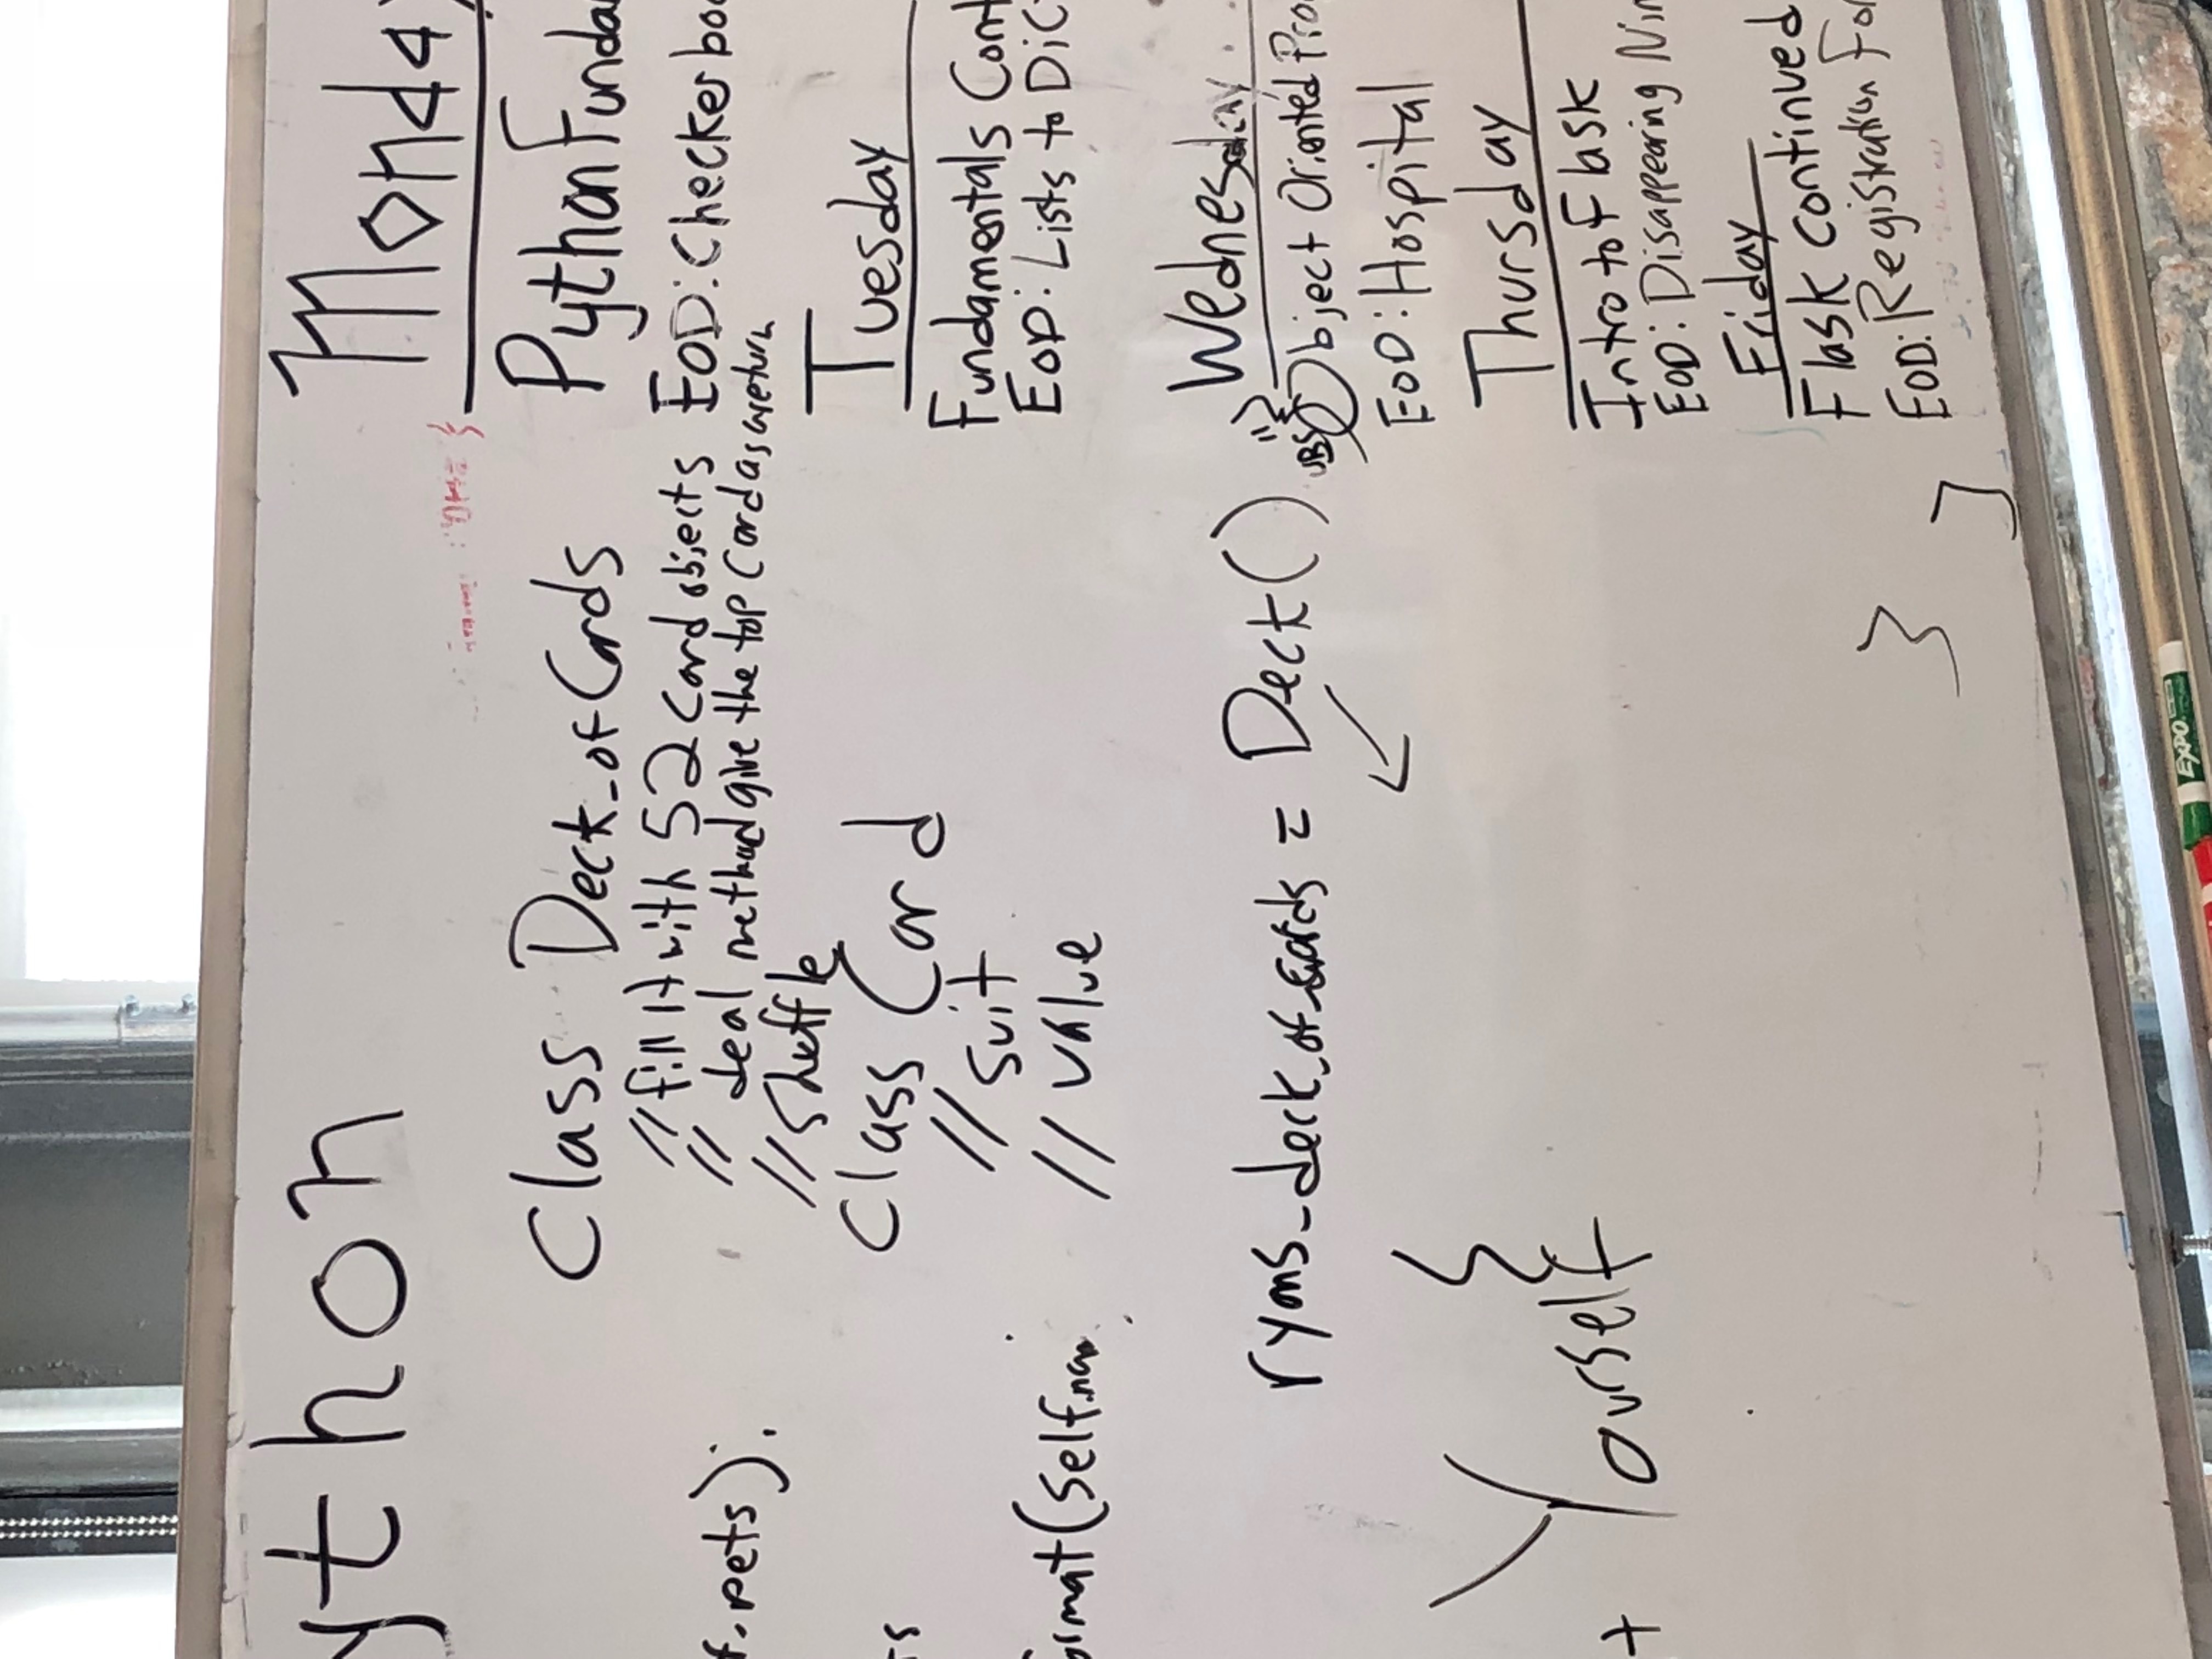 ython
f.pets):
ts
ormat(self.nam
+ Yourself
Class Deck_of Cards
// fill it with 52 card objects
// deal method give the top card as a return
// Shuffle
Class Card
// suit
// value
ryans_deck_of_cards = Deck()
{
}
]
Monday
Python Funda
EOD: Checker boa
Tuesday
Fundamentals Cont
EOD: Lists to Dict
Wednesday
Object Oriented Pro
EOD: Hospital
Thursday
Intro to Flask
EOD: Disappearing Nin
Friday
Flask continued
EOD: Registration For
EXPO